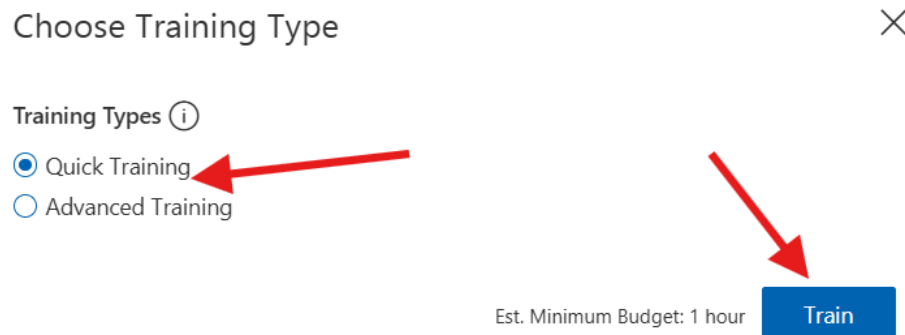 Choose Training Type
Training Types
Quick Training
Advanced Training
Est. Minimum Budget: 1 hour
Train